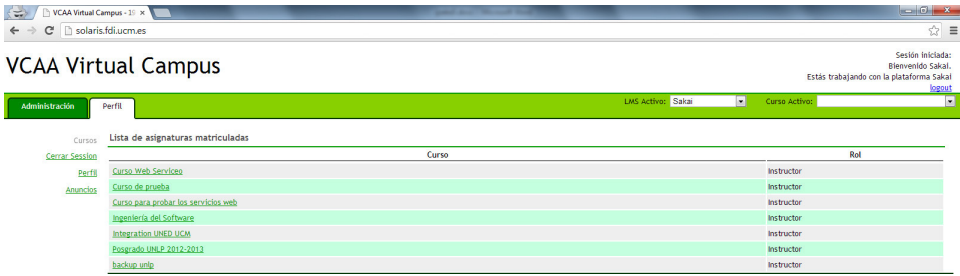 VCAA Virtual Campus - 19
solaris.fdi.ucm.es
VCAA Virtual Campus
Sesión iniciada:
Bienvenido Sakai.
Estás trabajando con la plataforma Sakai
logout
Administración
Perfil
LMS Activo: Sakai
Curso Activo:
Cursos
Cerrar Session
Perfil
Anuncios
Lista de asignaturas matriculadas
Curso Rol
Curso Web Serviceo Instructor
Curso de prueba Instructor
Curso para probar los servicios web Instructor
Ingeniería del Software Instructor
Integration UNED UCM Instructor
Posgrado UNLP 2012-2013 Instructor
backup unlp Instructor